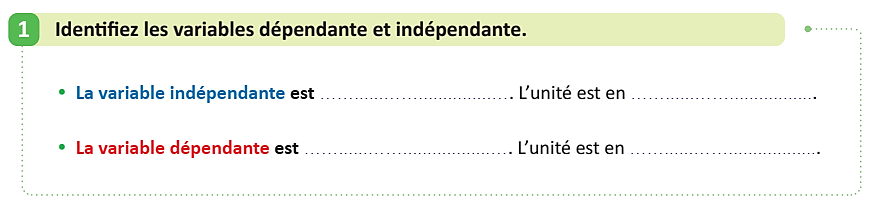 1 Identifiez les variables dépendante et indépendante.
• La variable indépendante est ................................... L’unité est en ...................................
• La variable dépendante est ................................... L’unité est en ...................................